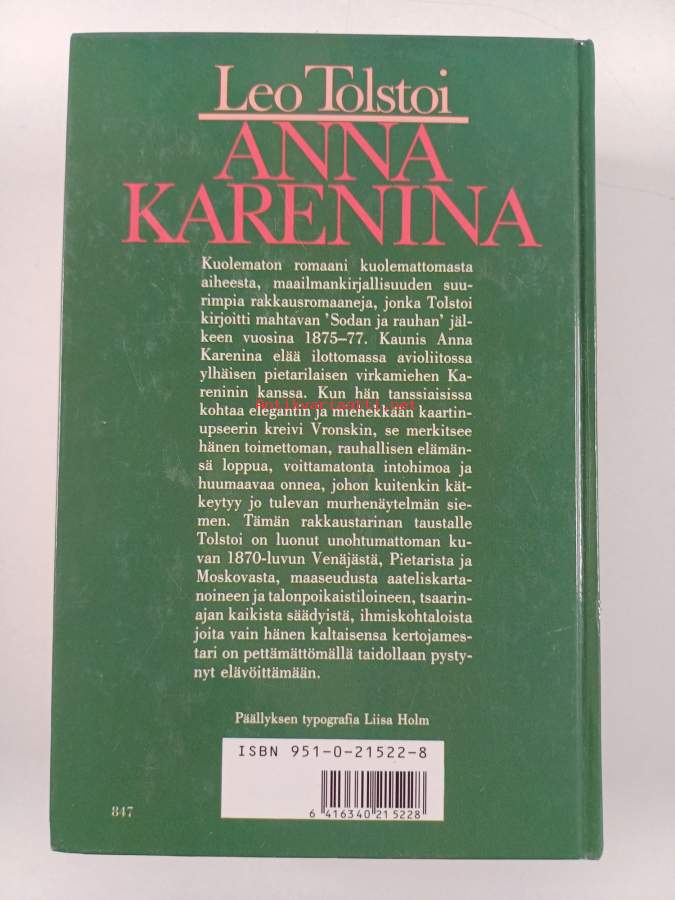 Leo Tolstoi
ANNA
KARENINA
Kuolematon romaani kuolemattomasta
aiheesta, maailmankirjallisuuden suu-
rimpia rakkausromaaneja, jonka Tolstoi
kirjoitti mahtavan 'Sodan ja rauhan' jäl-
keen vuosina 1875–77. Kaunis Anna
Karenina elää ilottomassa avioliitossa
ylhäisen pietarilaisen virkamiehen Ka-
reninin kanssa. Kun hän tanssiaisissa
Antikvariaatti.net
kohtaa elegantin ja miehekkään kaartin-
upseerin kreivi Vronskin, se merkitsee
hänen toimettoman, rauhallisen elämän-
sä loppua, voittamatonta intohimoa ja
huumaavaa onnea, johon kuitenkin kät-
keytyy jo tulevan murhenäytelmän sie-
men. Tämän rakkaustarinan taustalle
Tolstoi on luonut unohtumattoman ku-
van 1870-luvun Venäjästä, Pietarista ja
Moskovasta, maaseudusta aateliskarta-
noineen ja talonpoikaistiloineen, tsaarin-
ajan kaikista säädyistä, ihmiskohtaloista
joita vain hänen kaltaisensa kertojames-
tari on pettämättömällä taidollaan pysty-
nyt elävöittämään.
Päällyksen typografia Liisa Holm
ISBN 951-0-21522-8
6 416340 215228
847